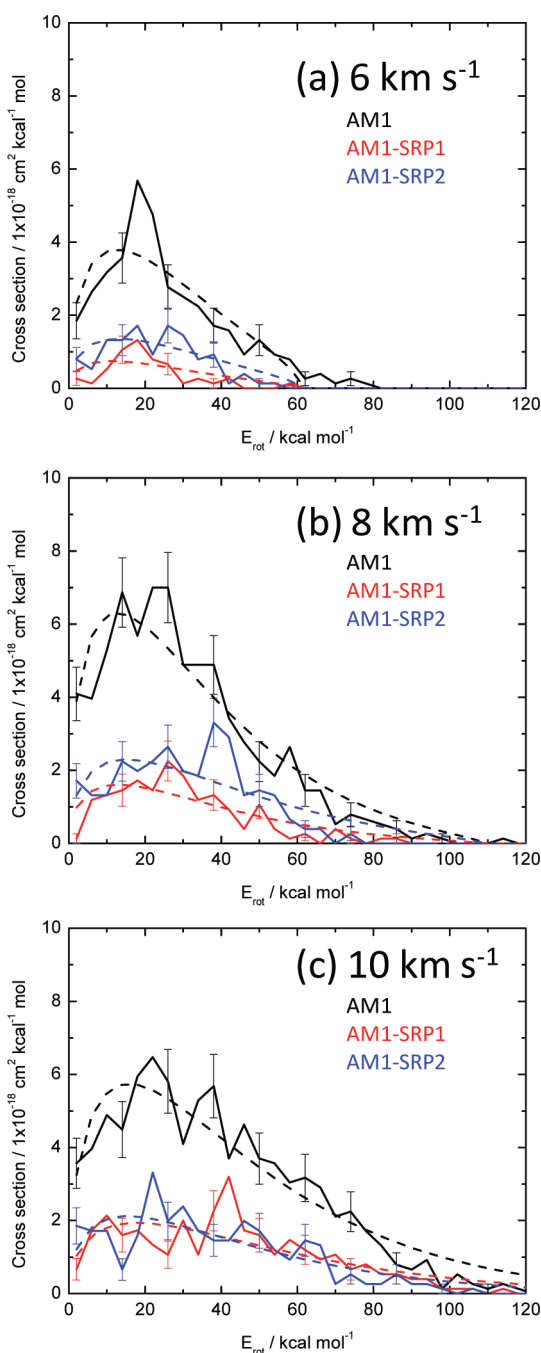 (a) 6 km s⁻¹
AM1
AM1-SRP1
AM1-SRP2
Cross section / 1x10⁻¹⁸ cm² kcal⁻¹ mol
10
8
6
4
2
0
0 20 40 60 80 100 120
E_rot / kcal mol⁻¹
(b) 8 km s⁻¹
AM1
AM1-SRP1
AM1-SRP2
Cross section / 1x10⁻¹⁸ cm² kcal⁻¹ mol
10
8
6
4
2
0
0 20 40 60 80 100 120
E_rot / kcal mol⁻¹
(c) 10 km s⁻¹
AM1
AM1-SRP1
AM1-SRP2
Cross section / 1x10⁻¹⁸ cm² kcal⁻¹ mol
10
8
6
4
2
0
0 20 40 60 80 100 120
E_rot / kcal mol⁻¹